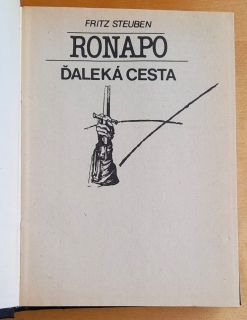 FRITZ STEUBEN
RONAPO
ĎALEKÁ CESTA